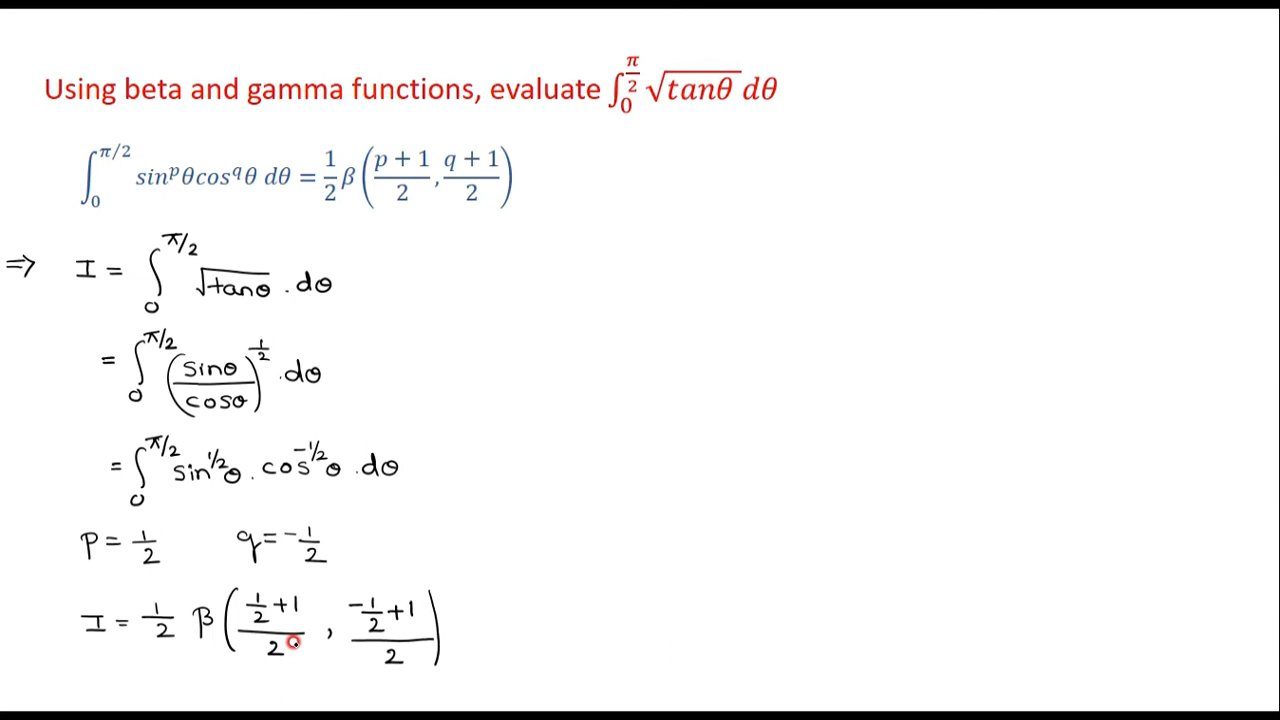 Using beta and gamma functions, evaluate ∫₀^(π/2) √tanθ dθ
∫₀^(π/2) sin^pθcos^qθ dθ = 1/2 β((p + 1)/2, (q + 1)/2)
⇒ I = ∫₀^(π/2) √tanθ . dθ
= ∫₀^(π/2) (sinθ/cosθ)^(1/2) . dθ
= ∫₀^(π/2) sin^(1/2)θ . cos^(-1/2)θ . dθ
p = 1/2 q = -1/2
I = 1/2 β((1/2 + 1)/2 , (-1/2 + 1)/2)